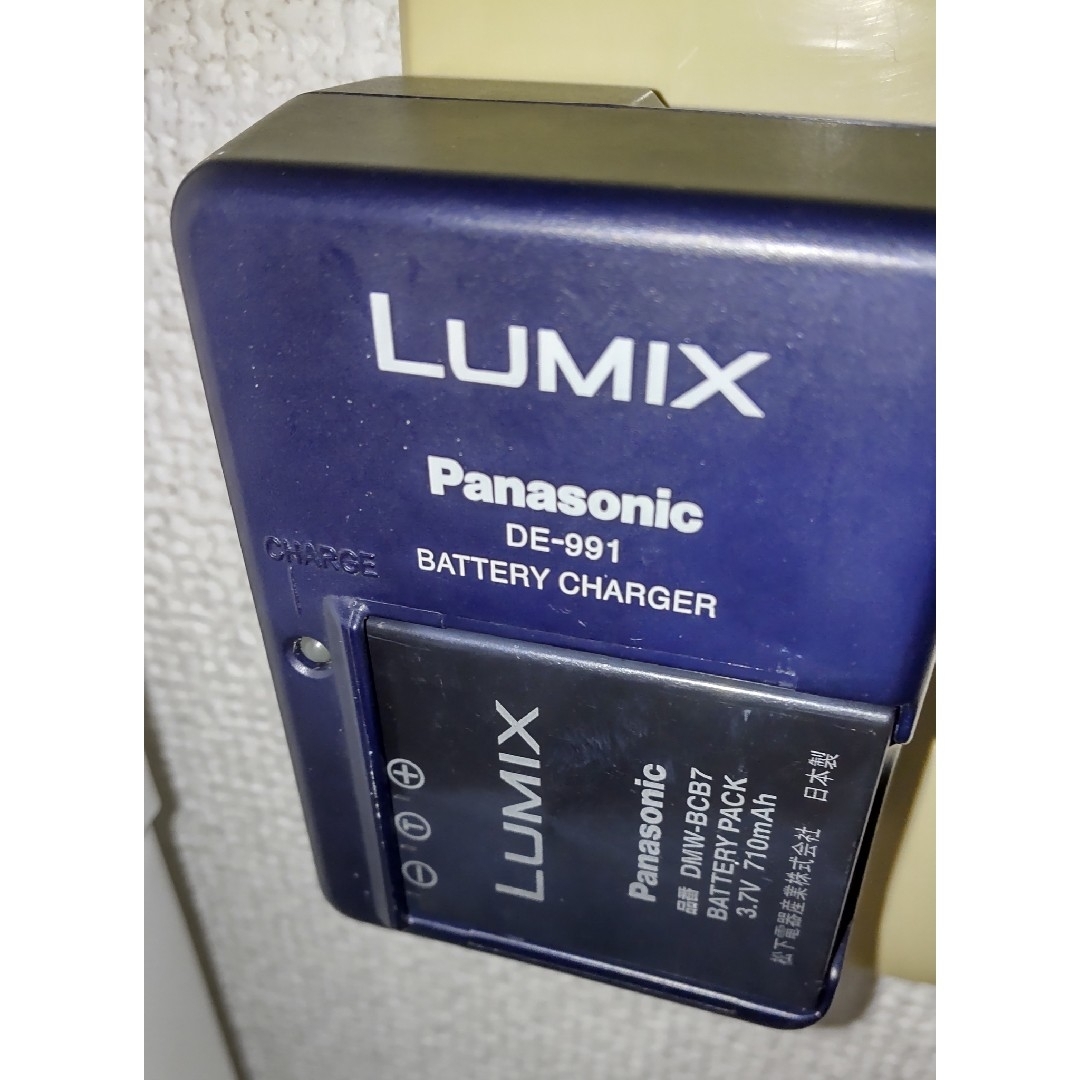 LUMIX
Panasonic
DE-991
BATTERY CHARGER
CHARGE
LUMIX
Panasonic
品番 DMW-BCB7
BATTERY PACK
3.7V 710mAh
松下電器産業株式会社 日本製
+
T
−